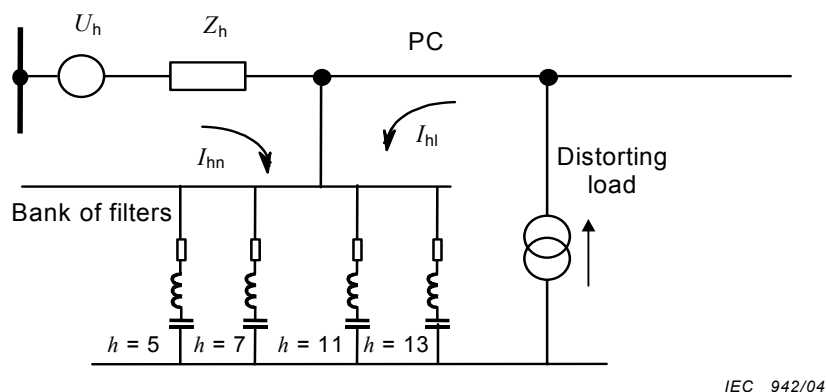 Uh Zh
PC
Ihn Ihl
Distorting
load
Bank of filters
h = 5 h = 7 h = 11 h = 13
IEC 942/04